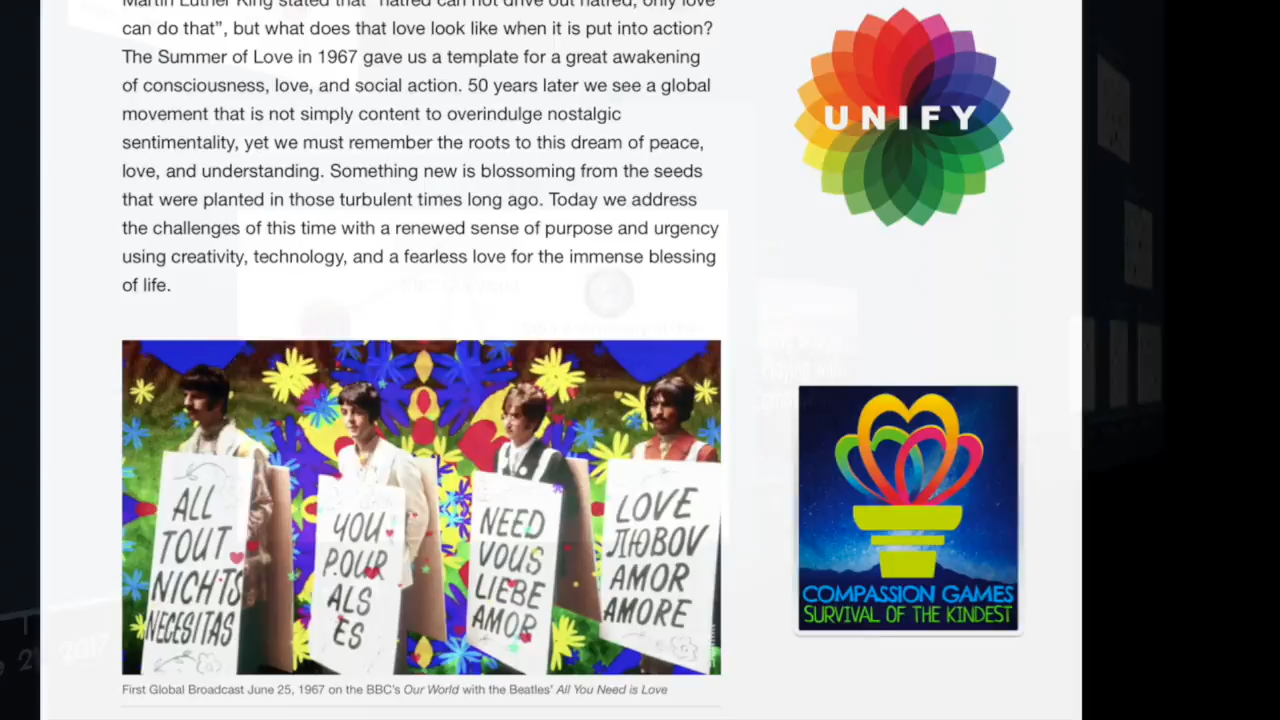 Martin Luther King stated that "hatred can not drive out hatred, only love
can do that", but what does that love look like when it is put into action?
The Summer of Love in 1967 gave us a template for a great awakening
of consciousness, love, and social action. 50 years later we see a global
movement that is not simply content to overindulge nostalgic
sentimentality, yet we must remember the roots to this dream of peace,
love, and understanding. Something new is blossoming from the seeds
that were planted in those turbulent times long ago. Today we address
the challenges of this time with a renewed sense of purpose and urgency
using creativity, technology, and a fearless love for the immense blessing
of life.
UNIFY
ALL
TOUT
NICHTS
NECESITAS
YOU
POUR
ALS
ES
NEED
VOUS
LIEBE
AMOR
LOVE
ЛЮBOV
AMOR
AMORE
COMPASSION GAMES
SURVIVAL OF THE KINDEST
First Global Broadcast June 25, 1967 on the BBC's Our World with the Beatles' All You Need is Love
2017